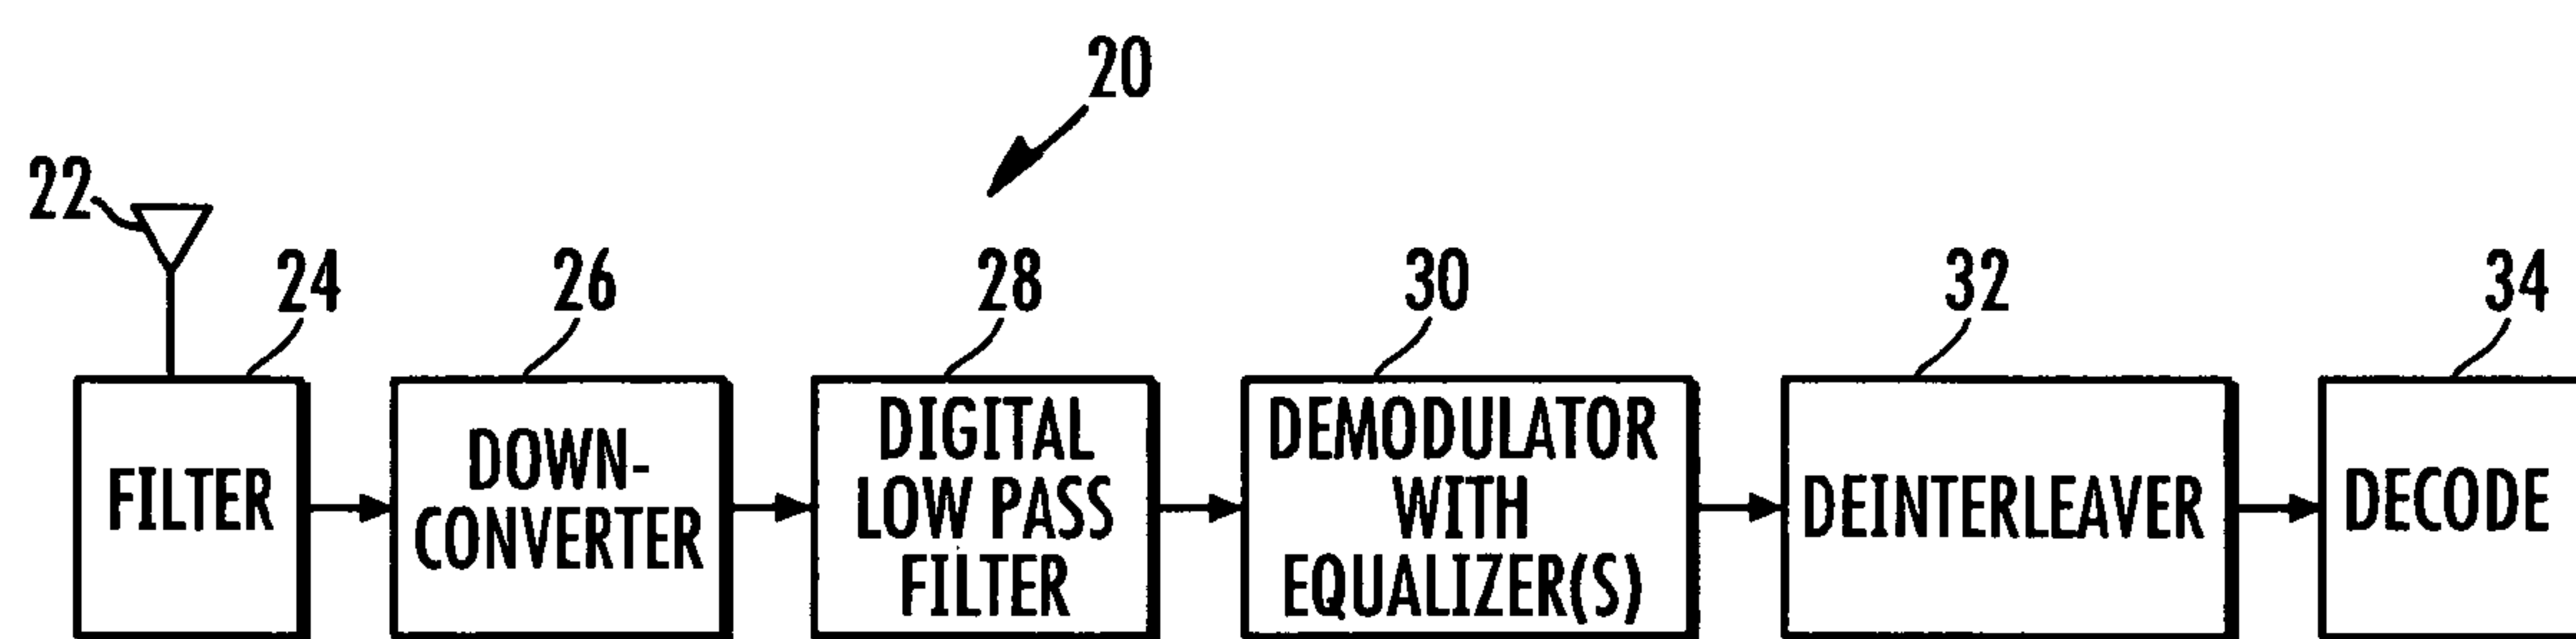 20
22
24
26
28
30
32
34
FILTER
DOWN-
CONVERTER
DIGITAL
LOW PASS
FILTER
DEMODULATOR
WITH
EQUALIZER(S)
DEINTERLEAVER
DECODE